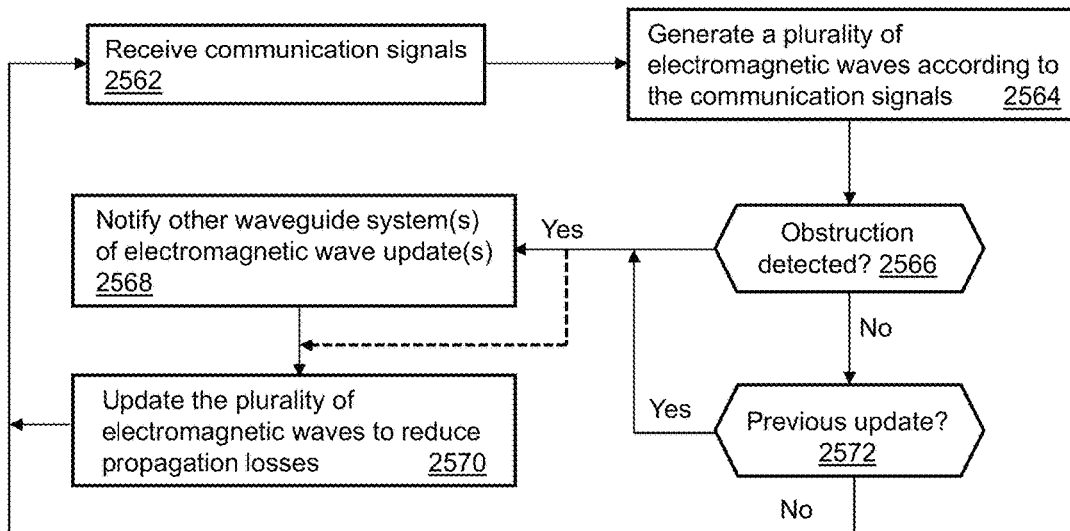 Receive communication signals
2562
Generate a plurality of
electromagnetic waves according to
the communication signals 2564
Notify other waveguide system(s)
of electromagnetic wave update(s)
2568
Yes
Obstruction
detected? 2566
No
Update the plurality of
electromagnetic waves to reduce
propagation losses 2570
Yes
Previous update?
2572
No